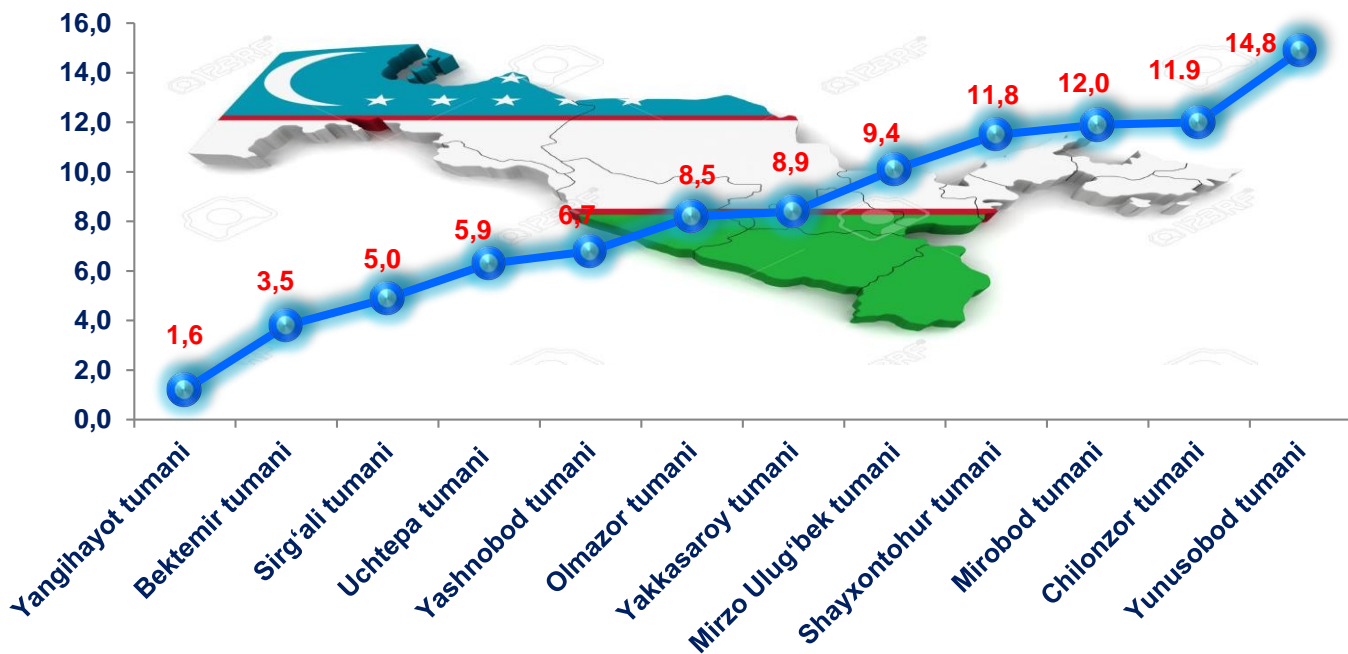 16,0
14,0
12,0
10,0
8,0
6,0
4,0
2,0
0,0
1,6
3,5
5,0
5,9
6,7
8,5
8,9
9,4
11,8
12,0
11.9
14,8
Yangihayot tumani
Bektemir tumani
Sirg‘ali tumani
Uchtepa tumani
Yashnobod tumani
Olmazor tumani
Yakkasaroy tumani
Mirzo Ulug‘bek tumani
Shayxontohur tumani
Mirobod tumani
Chilonzor tumani
Yunusobod tumani